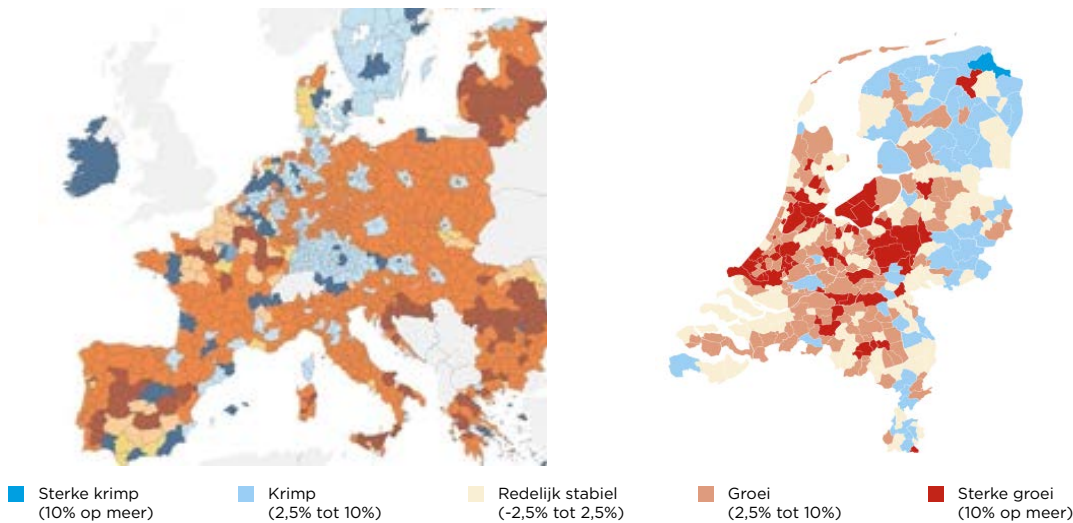 Sterke krimp
(10% op meer)
Krimp
(2,5% tot 10%)
Redelijk stabiel
(-2,5% tot 2,5%)
Groei
(2,5% tot 10%)
Sterke groei
(10% op meer)